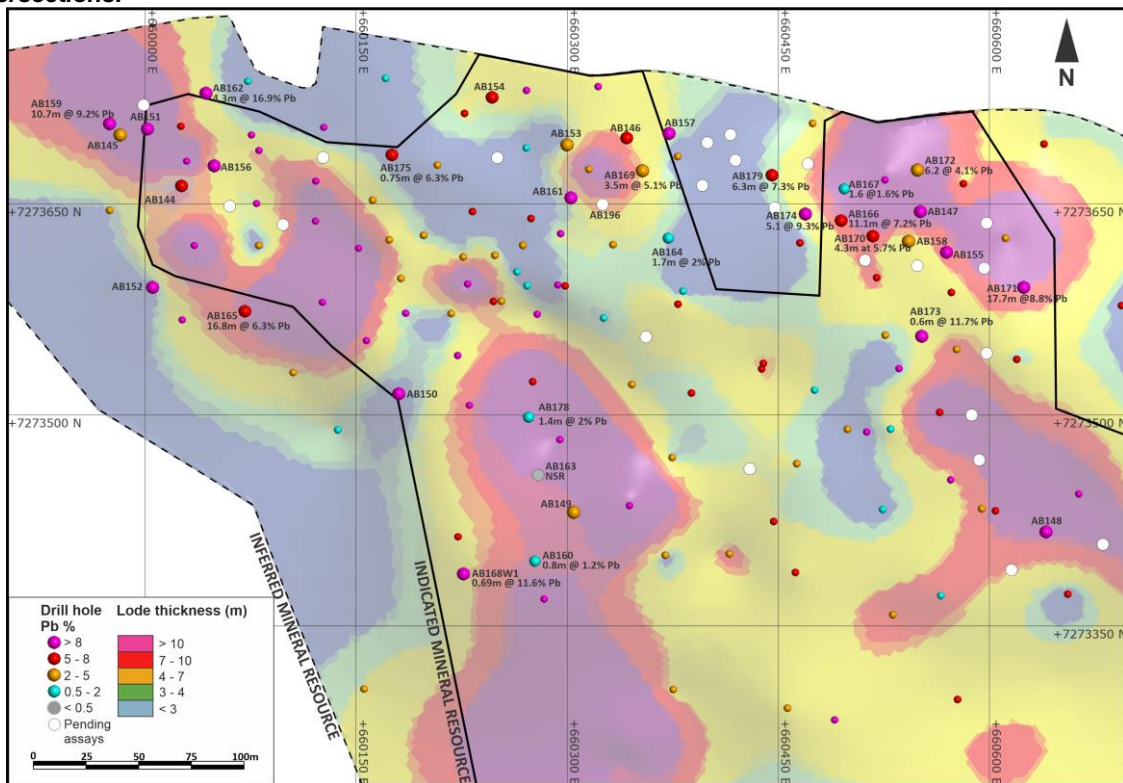 ersections.
+660000 E
+660150 E
+660300 E
+660450 E
+660600 E
N
AB162
4.3m @ 16.9% Pb
AB154
AB159
10.7m @ 9.2% Pb
AB151
AB145
AB157
AB153
AB146
AB172
6.2 @ 4.1% Pb
AB156
AB175
0.75m @ 6.3% Pb
AB169
3.5m @ 5.1% Pb
AB179
6.3m @ 7.3% Pb
AB167
1.6 @1.6% Pb
AB144
AB161
AB196
+7273650 N
+7273650 N
AB174
5.1 @ 9.3% Pb
AB166
11.1m @ 7.2% Pb
AB147
AB170
4.3m at 5.7% Pb
AB158
AB155
AB164
1.7m @ 2% Pb
AB152
AB171
17.7m @8.8% Pb
AB165
16.8m @ 6.3% Pb
AB173
0.6m @ 11.7% Pb
AB150
AB178
1.4m @ 2% Pb
+7273500 N
+7273500 N
AB163
NSR
AB149
AB148
AB160
0.8m @ 1.2% Pb
AB168W1
0.69m @ 11.6% Pb
INFERRED MINERAL RESOURCE
INDICATED MINERAL RESOURCE
+7273350 N
Drill hole
Pb %
Lode thickness (m)
> 8
> 10
5 - 8
7 - 10
2 - 5
4 - 7
0.5 - 2
3 - 4
< 0.5
< 3
Pending
assays
0
25
50
75
100m
+660150 E
+660300 E
+660450 E
+660600 E